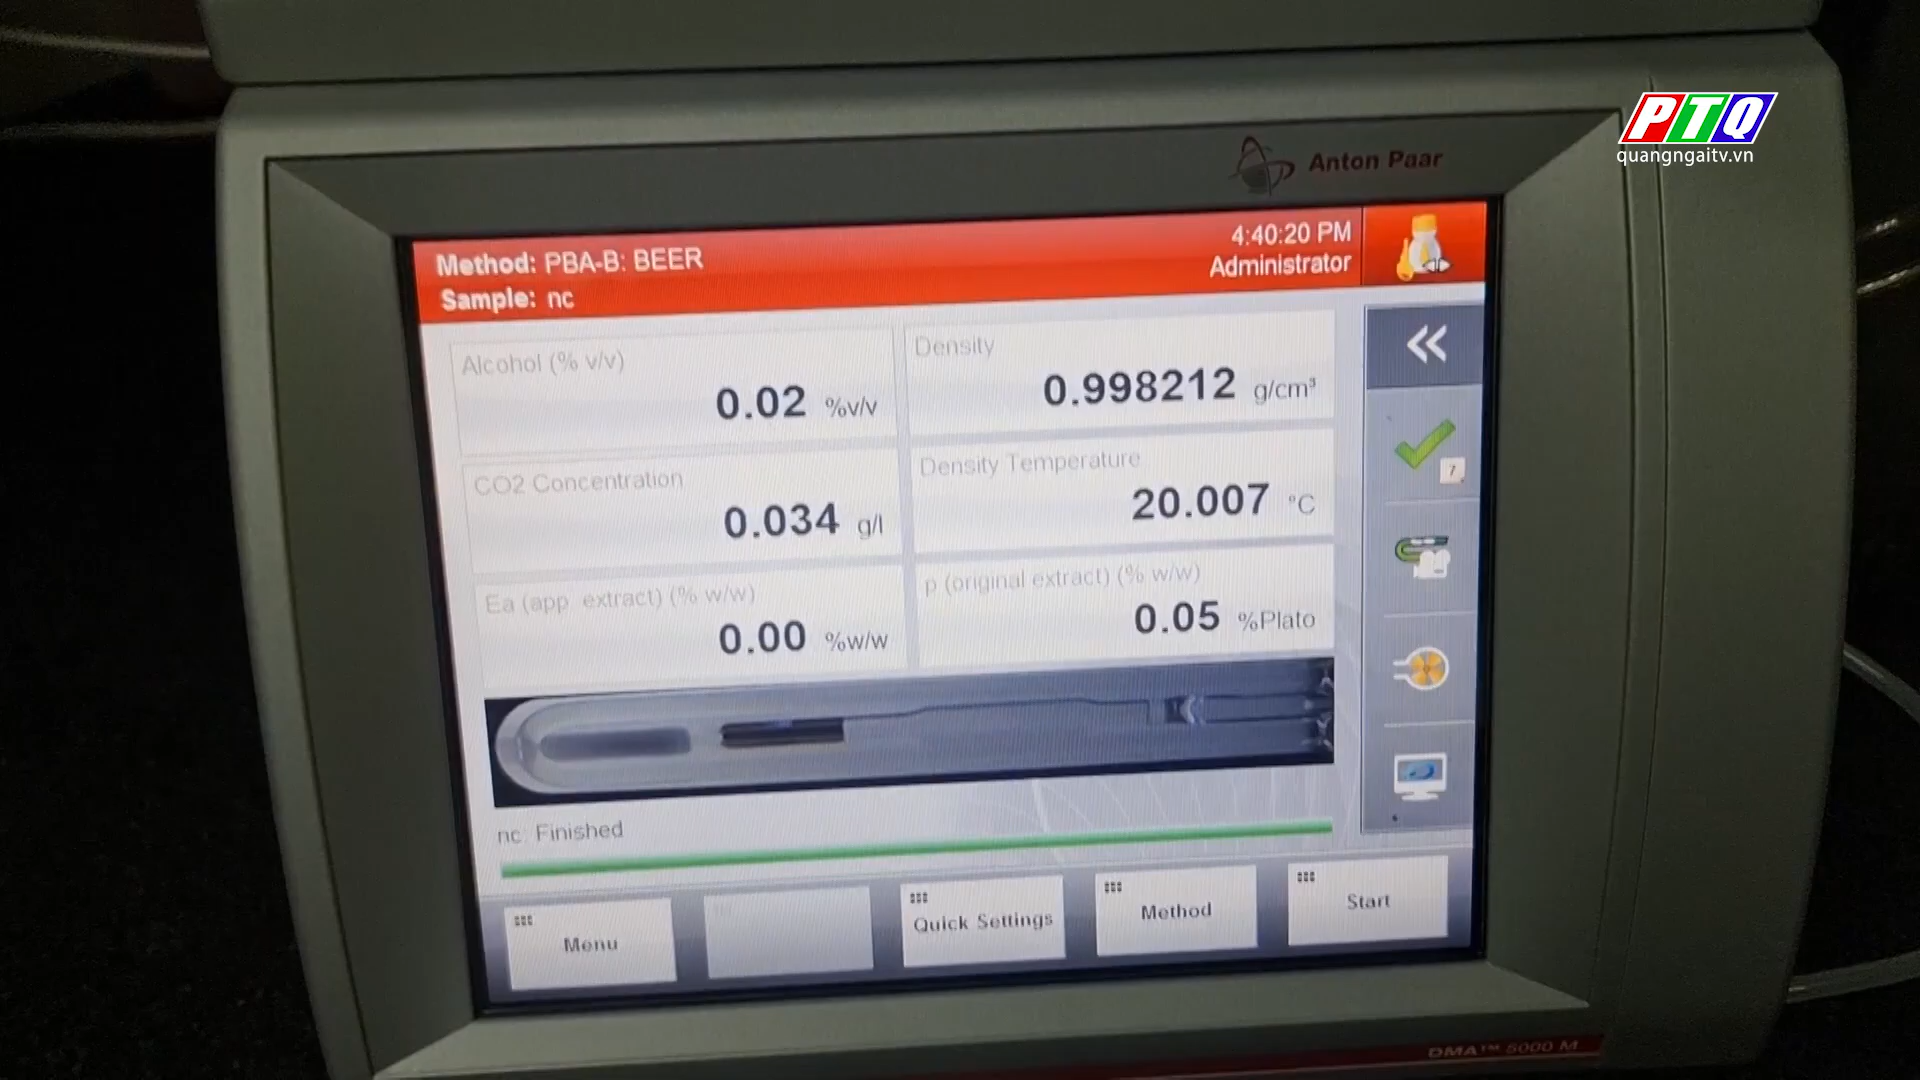 PTQ
quangngaitv.vn
Anton Paar
Method: PBA-B: BEER
4:40:20 PM
Sample: nc
Administrator
Alcohol (% v/v)
0.02 %v/v
Density
0.998212 g/cm³
CO2 Concentration
0.034 g/l
Density Temperature
20.007 °C
Ea (app extract) (% w/w)
0.00 %w/w
p (original extract) (% w/w)
0.05 %Plato
7
nc: Finished
Menu
Quick Settings
Method
Start
DMA™ 5000 M